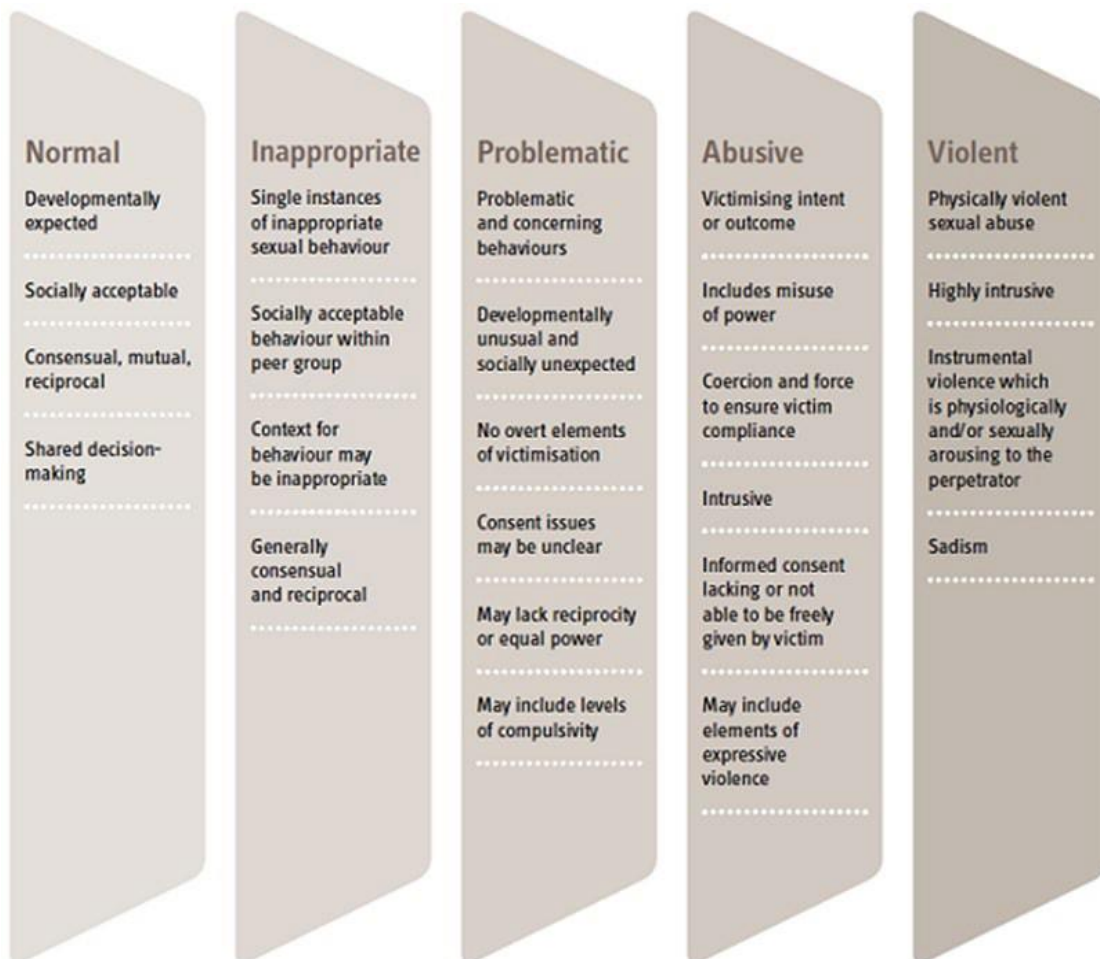 Normal
Developmentally
expected
Socially acceptable
Consensual, mutual,
reciprocal
Shared decision-
making
Inappropriate
Single instances
of inappropriate
sexual behaviour
Socially acceptable
behaviour within
peer group
Context for
behaviour may
be inappropriate
Generally
consensual
and reciprocal
Problematic
Problematic
and concerning
behaviours
Developmentally
unusual and
socially unexpected
No overt elements
of victimisation
Consent issues
may be unclear
May lack reciprocity
or equal power
May include levels
of compulsivity
Abusive
Victimising intent
or outcome
Includes misuse
of power
Coercion and force
to ensure victim
compliance
Intrusive
Informed consent
lacking or not
able to be freely
given by victim
May include
elements of
expressive
violence
Violent
Physically violent
sexual abuse
Highly intrusive
Instrumental
violence which
is physiologically
and/or sexually
arousing to the
perpetrator
Sadism